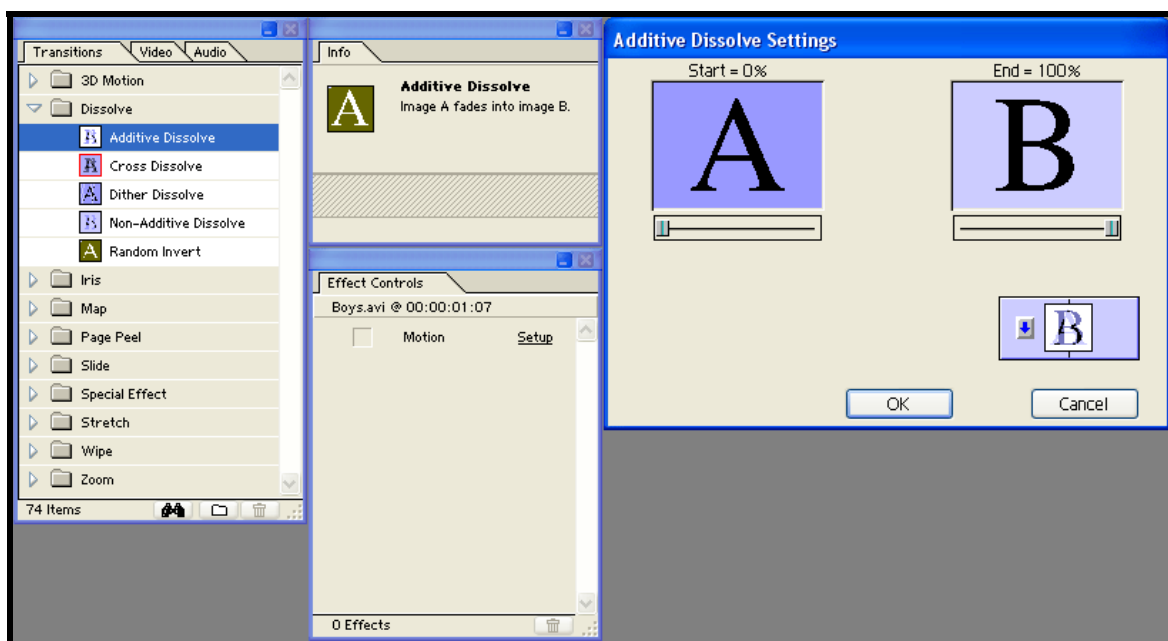 Transitions Video Audio
3D Motion
Dissolve
Additive Dissolve
Cross Dissolve
Dither Dissolve
Non-Additive Dissolve
Random Invert
Iris
Map
Page Peel
Slide
Special Effect
Stretch
Wipe
Zoom
74 Items
Info
A
Additive Dissolve
Image A fades into image B.
Effect Controls
Boys.avi @ 00:00:01:07
Motion Setup
0 Effects
Additive Dissolve Settings
Start = 0% End = 100%
A B
B
OK Cancel